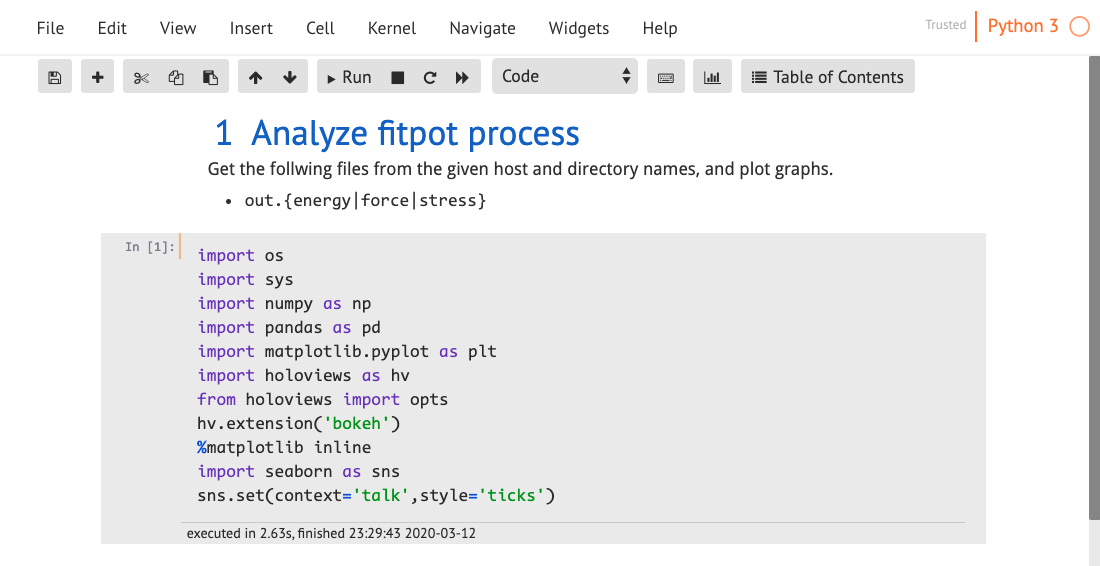 File Edit View Insert Cell Kernel Navigate Widgets Help Trusted Python 3
Run Code Table of Contents
1 Analyze fitpot process
Get the follwing files from the given host and directory names, and plot graphs.
• out.{energy|force|stress}
In [1]:
import os
import sys
import numpy as np
import pandas as pd
import matplotlib.pyplot as plt
import holoviews as hv
from holoviews import opts
hv.extension('bokeh')
%matplotlib inline
import seaborn as sns
sns.set(context='talk',style='ticks')
executed in 2.63s, finished 23:29:43 2020-03-12